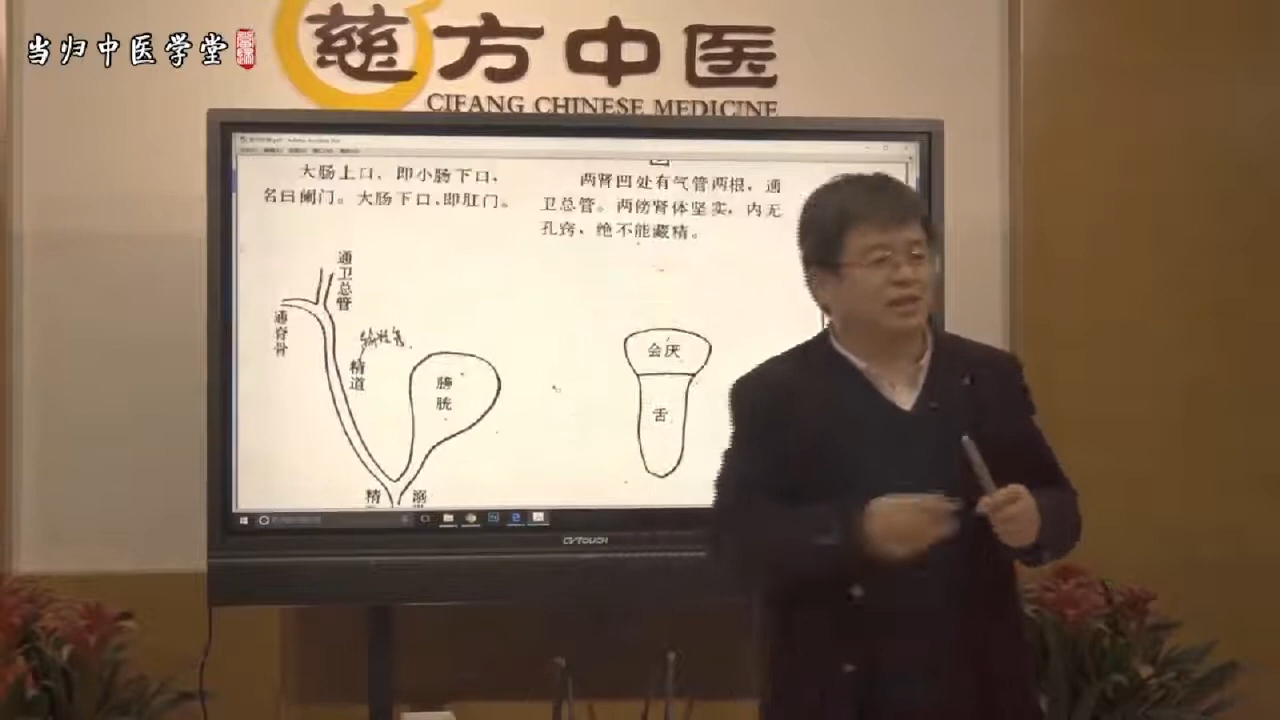 当归中医学堂
慈方中医
CIFANG CHINESE MEDICINE
大肠上口，即小肠下口，
名曰阑门。大肠下口，即肛门。
两肾凹处有气管两根，通
卫总管。两傍肾体坚实，内无
孔窍，绝不能藏精。
通卫总管
通脊骨
精道
膀胱
会厌
舌
精
溺
CVTOUCH